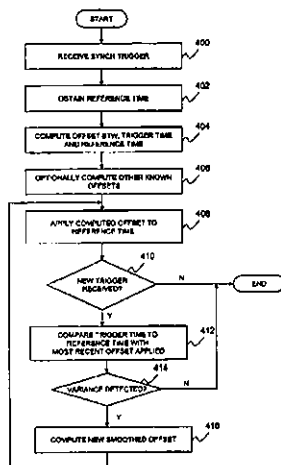 START
RECEIVE SYNCH TRIGGER
400
OBTAIN REFERENCE TIME
402
COMPUTE OFFSET BTW. TRIGGER TIME
AND REFERENCE TIME
404
OPTIONALLY COMPUTE OTHER KNOWN
OFFSETS
406
APPLY COMPUTED OFFSET TO
REFERENCE TIME
408
410
NEW TRIGGER
RECEIVED?
N
END
Y
COMPARE TRIGGER TIME TO
REFERENCE TIME WITH
MOST RECENT OFFSET APPLIED
412
414
VARIANCE DETECTED?
N
Y
COMPUTE NEW SMOOTHED OFFSET
416